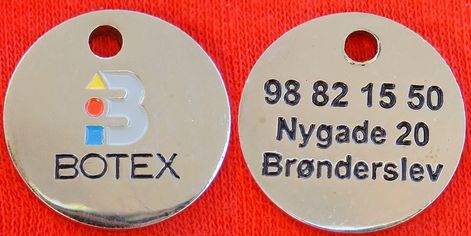 B
BOTEX
98 82 15 50
Nygade 20
Brønderslev